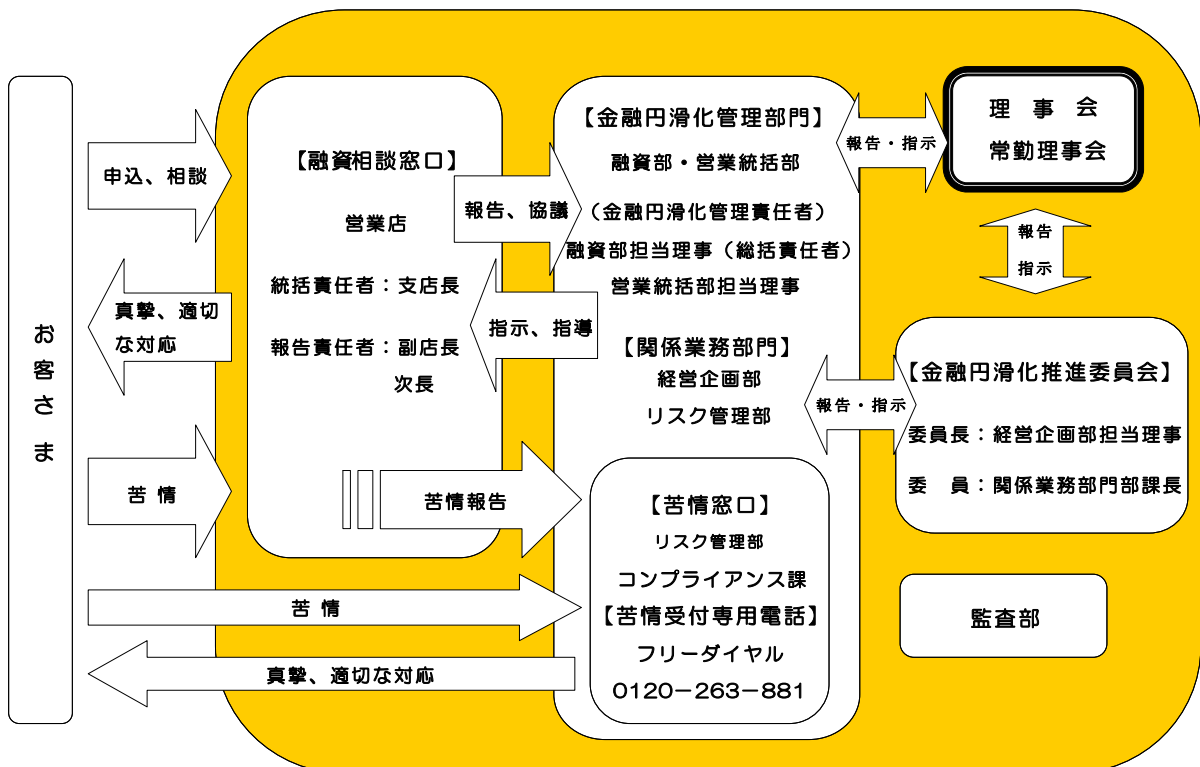 お客さま
申込、相談
真摯、適切
な対応
苦 情
苦 情
真摯、適切な対応
【融資相談窓口】
営業店
統括責任者：支店長
報告責任者：副店長
次長
報告、協議
指示、指導
苦情報告
【金融円滑化管理部門】
融資部・営業統括部
（金融円滑化管理責任者）
融資部担当理事（総括責任者）
営業統括部担当理事
【関係業務部門】
経営企画部
リスク管理部
【苦情窓口】
リスク管理部
コンプライアンス課
【苦情受付専用電話】
フリーダイヤル
0120－263－881
報告・指示
理 事 会
常勤理事会
報告
指示
報告・指示
【金融円滑化推進委員会】
委員長：経営企画部担当理事
委　員：関係業務部門部課長
監査部